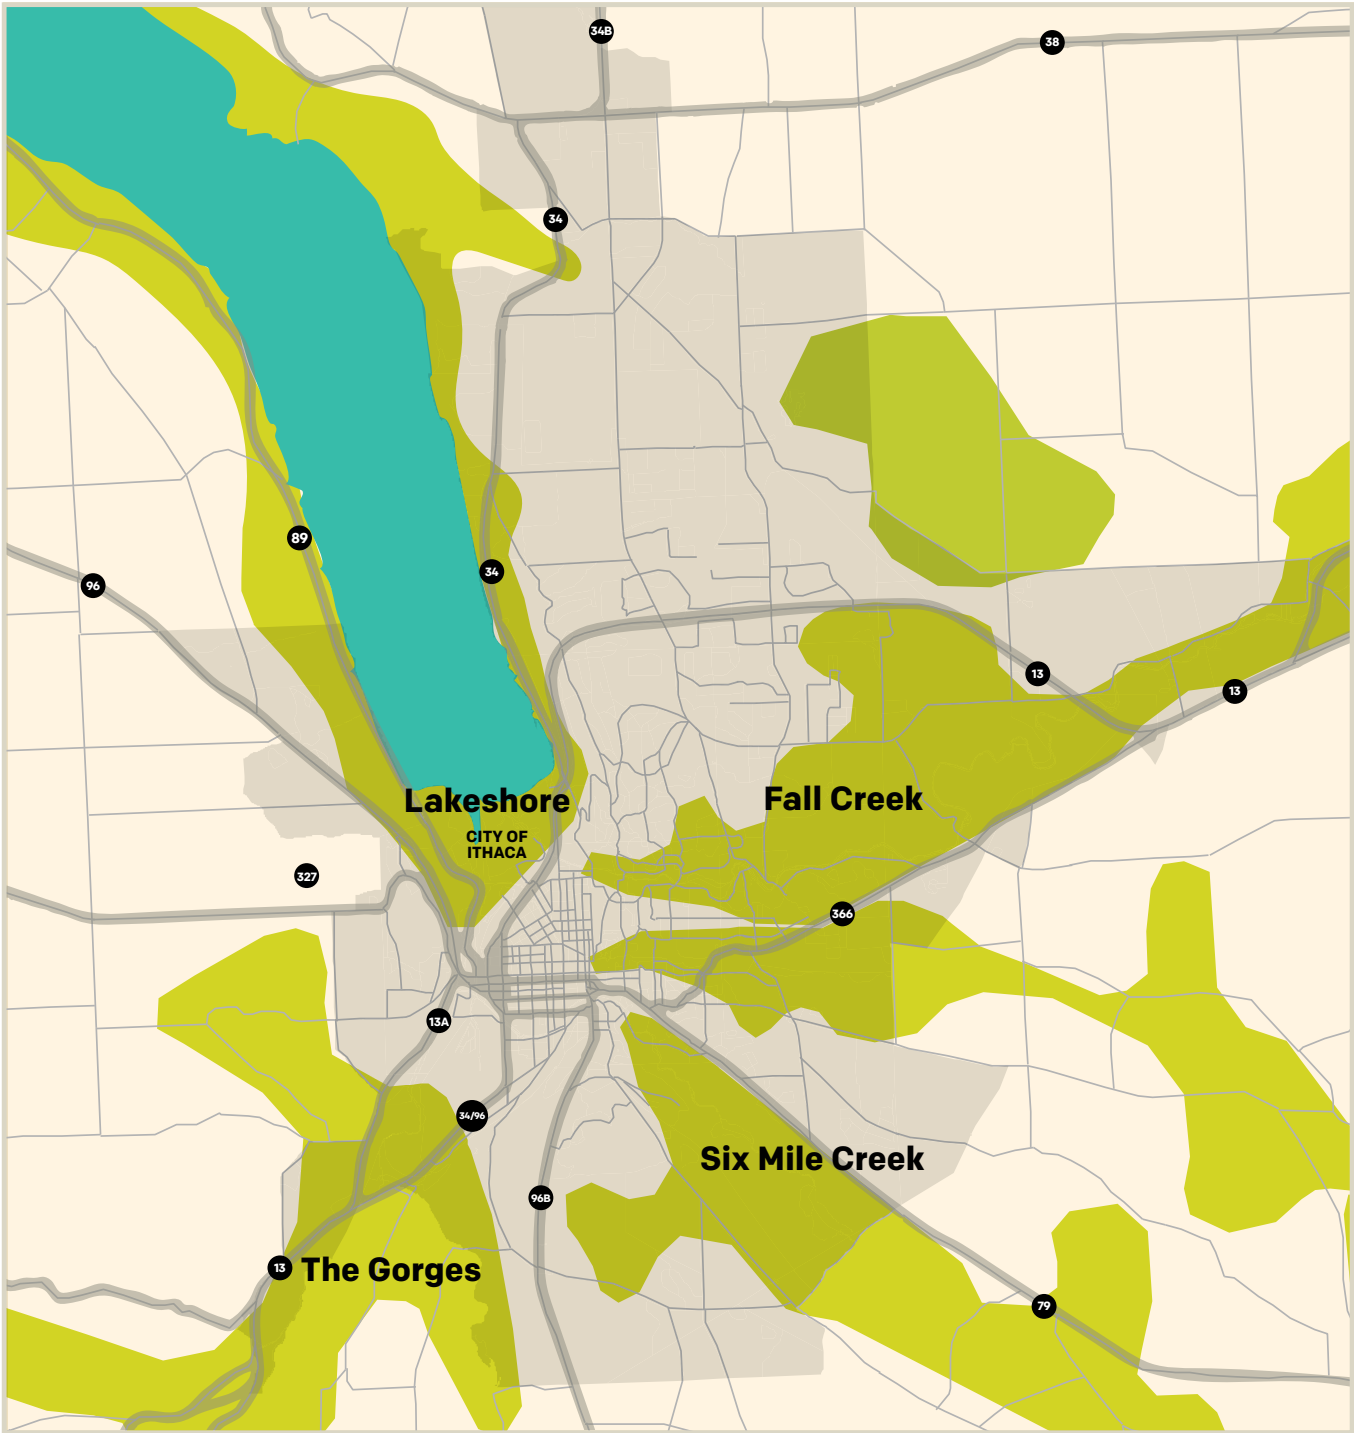 34B
38
34
89
34
96
13
13
Lakeshore
Fall Creek
CITY OF
ITHACA
327
366
13A
34/96
Six Mile Creek
96B
13
The Gorges
79